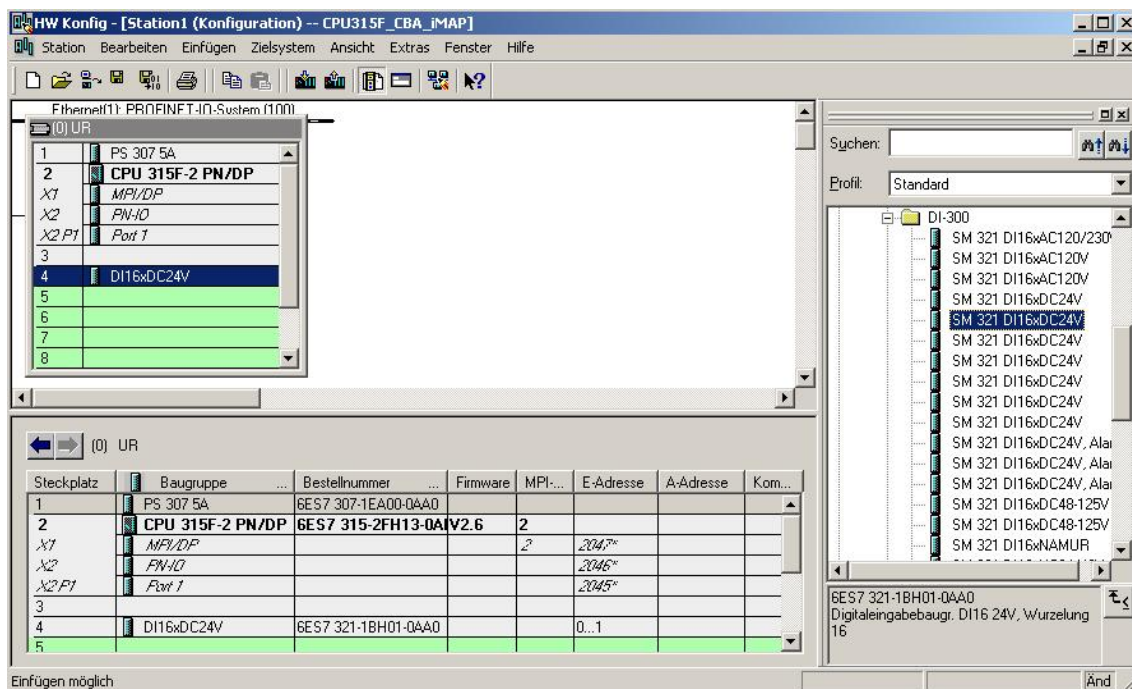 HW Konfig - [Station1 (Konfiguration) -- CPU315F_CBA_iMAP]
Station Bearbeiten Einfügen Zielsystem Ansicht Extras Fenster Hilfe
Ethernet(1): PROFINET-IO-System (100)
(0) UR
1 PS 307 5A
2 CPU 315F-2 PN/DP
X1 MPI/DP
X2 PN-IO
X2 P1 Port 1
3
4 DI16xDC24V
5
6
7
8
(0) UR
Steckplatz Baugruppe ... Bestellnummer ... Firmware MPI-... E-Adresse A-Adresse Kom...
1 PS 307 5A 6ES7 307-1EA00-0AA0
2 CPU 315F-2 PN/DP 6ES7 315-2FH13-0A V2.6 2
X1 MPI/DP 2 2047*
X2 PN-IO 2046*
X2 P1 Port 1 2045*
3
4 DI16xDC24V 6ES7 321-1BH01-0AA0 0...1
5
Suchen:
Profil: Standard
DI-300
SM 321 DI16xAC120/230V
SM 321 DI16xAC120V
SM 321 DI16xAC120V
SM 321 DI16xDC24V
SM 321 DI16xDC24V
SM 321 DI16xDC24V
SM 321 DI16xDC24V
SM 321 DI16xDC24V
SM 321 DI16xDC24V
SM 321 DI16xDC24V
SM 321 DI16xDC24V, Alar
SM 321 DI16xDC24V, Alar
SM 321 DI16xDC24V, Alar
SM 321 DI16xDC48-125V
SM 321 DI16xDC48-125V
SM 321 DI16xNAMUR
6ES7 321-1BH01-0AA0
Digitaleingabebaugr. DI16 24V, Wurzelung
16
Einfügen möglich
Änd